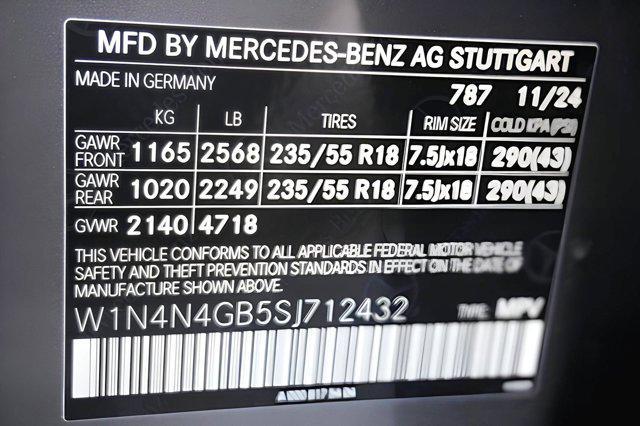 MFD BY MERCEDES-BENZ AG STUTTGART
MADE IN GERMANY 787 11/24
KG LB TIRES RIM SIZE COLD KPA (PSI)
GAWR FRONT 1165 2568 235/55 R18 7.5Jx18 290(43)
GAWR REAR 1020 2249 235/55 R18 7.5Jx18 290(43)
GVWR 2140 4718
THIS VEHICLE CONFORMS TO ALL APPLICABLE FEDERAL MOTOR VEHICLE
SAFETY AND THEFT PREVENTION STANDARDS IN EFFECT ON THE DATE OF
MANUFACTURE SHOWN ABOVE.
W1N4N4GB5SJ712432 TYPE: MPV